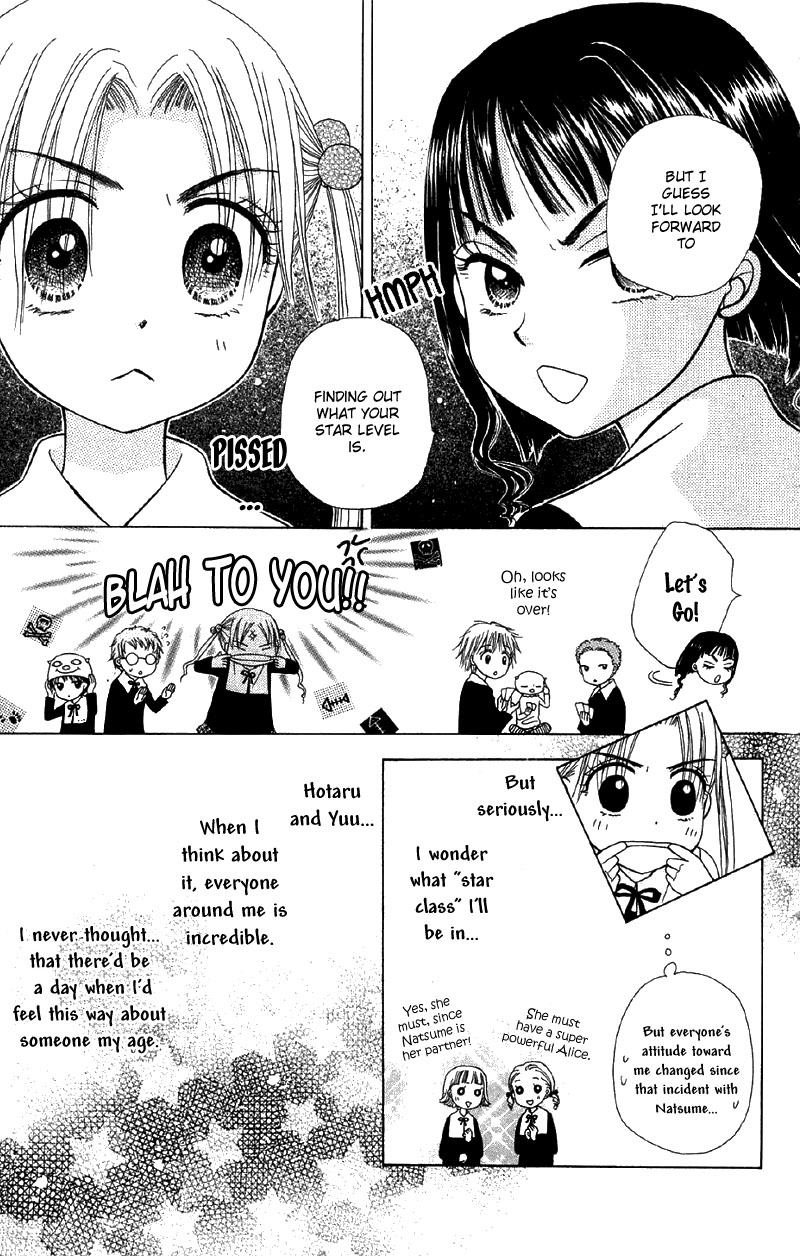 BUT I
GUESS
I'LL LOOK
FORWARD
TO
HMPH
FINDING OUT
WHAT YOUR
STAR LEVEL
IS.
PISSED
...
Let's
Go!
Oh, looks
like it's
over!
BLAH TO YOU!!
But
seriously...
I wonder
what "star
class" I'll
be in...
But everyone's
attitude toward
me changed since
that incident with
Natsume...
She must
have a super
powerful Alice.
Yes, she
must, since
Natsume is
her partner!
Hotaru
and Yuu...
When I
think about
it, everyone
around me is
incredible.
I never thought...
that there'd be
a day when I'd
feel this way about
someone my age.